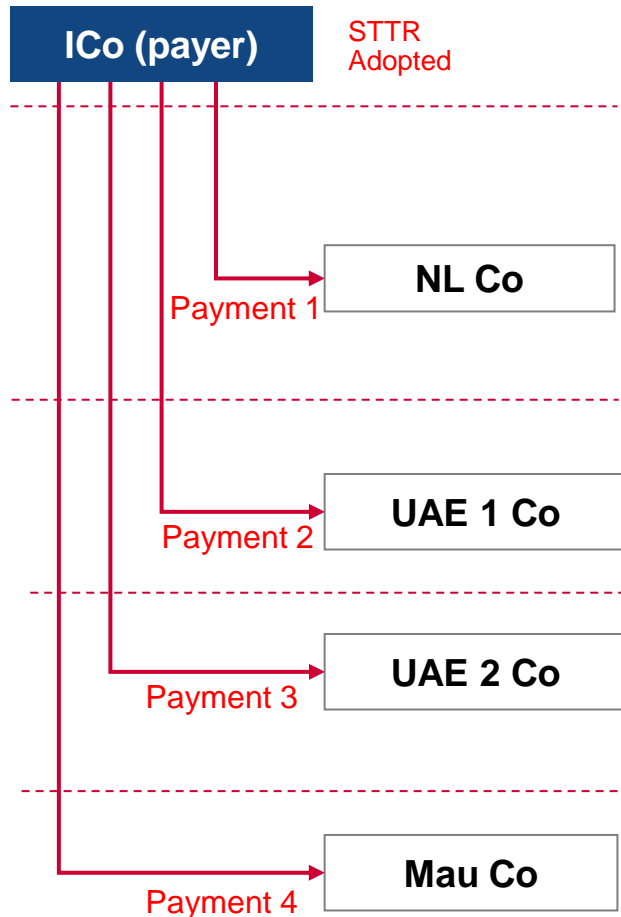 ICo (payer)
STTR
Adopted
NL Co
Payment 1
UAE 1 Co
Payment 2
UAE 2 Co
Payment 3
Mau Co
Payment 4